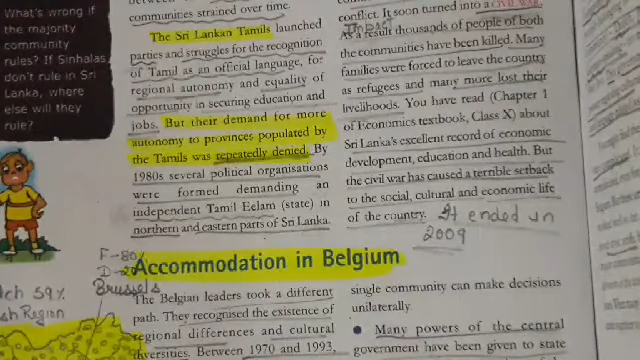 What's wrong if
the majority
community
rules? If Sinhalas
don't rule in Sri
Lanka, where
else will they
rule?
communities strained over time.
The Sri Lankan Tamils launched
parties and struggles for the recognition
of Tamil as an official language, for
regional autonomy and equality of
opportunity in securing education and
jobs. But their demand for more
autonomy to provinces populated by
the Tamils was repeatedly denied. By
1980s several political organisations
were formed demanding an
independent Tamil Eelam (state) in
northern and eastern parts of Sri Lanka.
conflict. It soon turned into a CIVIL WAR.
Impact
As a result thousands of people of both
the communities have been killed. Many
families were forced to leave the country
as refugees and many more lost their
livelihoods. You have read (Chapter 1
of Economics textbook, Class X) about
Sri Lanka's excellent record of economic
development, education and health. But
the civil war has caused a terrible setback
to the social, cultural and economic life
of the country. It ended in
2009
F-80%
Accommodation in Belgium
Brussels
59%
Region
The Belgian leaders took a different
path. They recognised the existence of
regional differences and cultural
diversities. Between 1970 and 1993,
single community can make decisions
unilaterally.
● Many powers of the central
government have been given to state